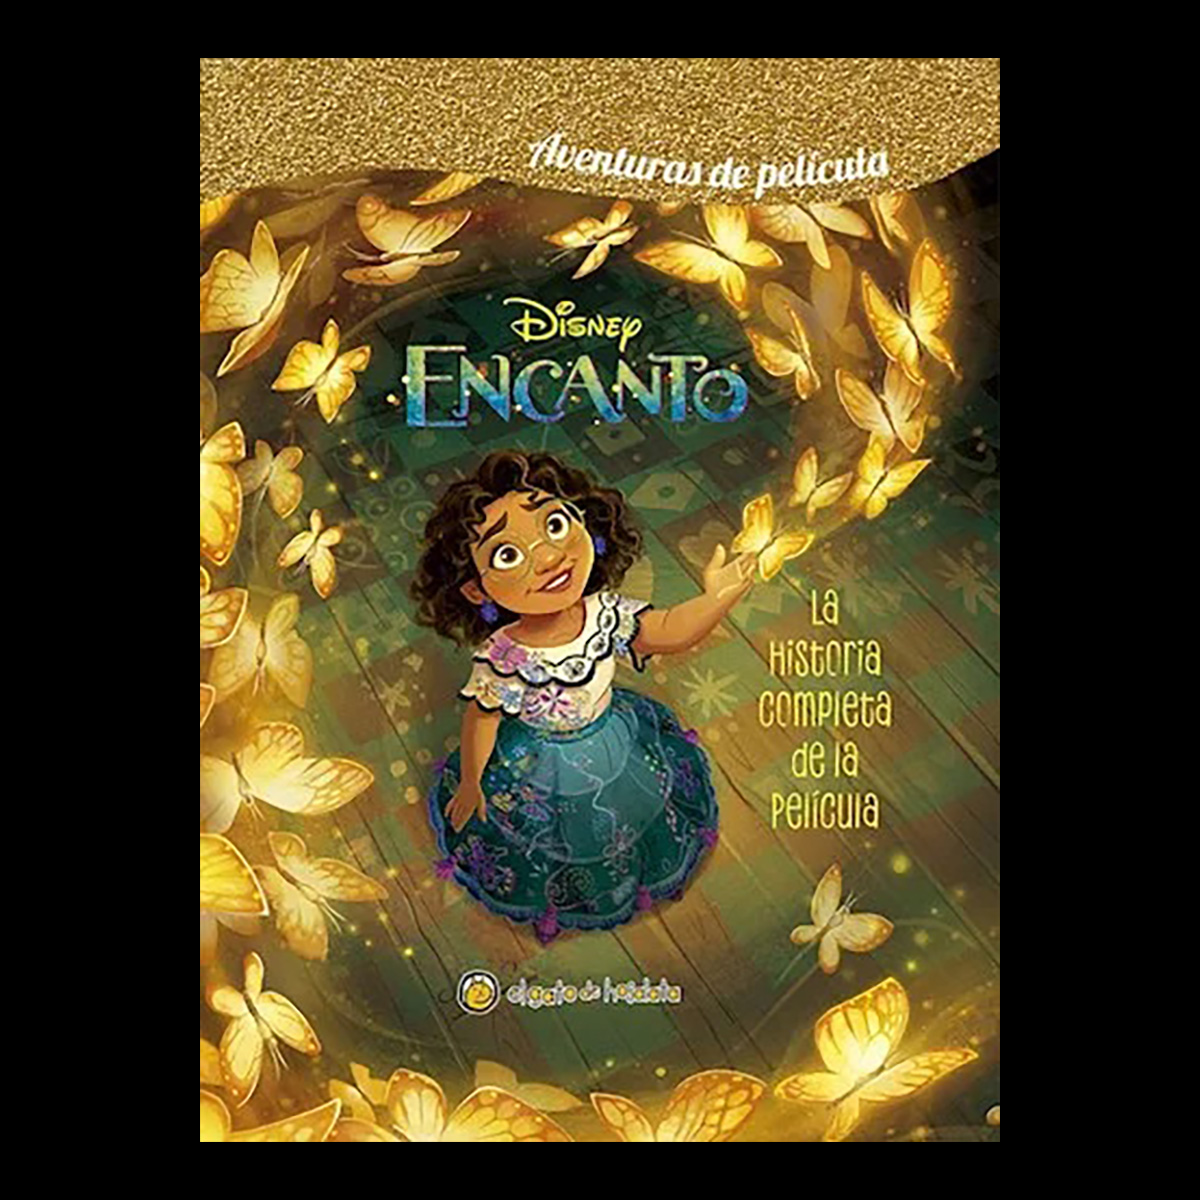 Aventuras de película
Disney
ENCANTO
La
Historia
completa
de la
película
el gato de hojalata